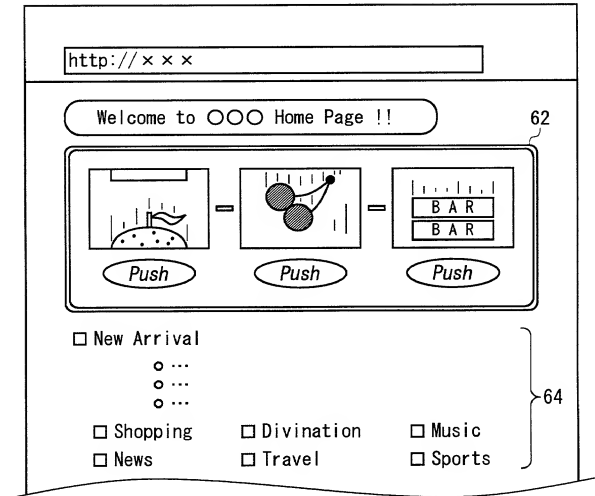 http://×××
Welcome to ○○○ Home Page !!
62
BAR
BAR
Push Push Push
□ New Arrival
○ ···
○ ···
○ ···
64
□ Shopping □ Divination □ Music
□ News □ Travel □ Sports